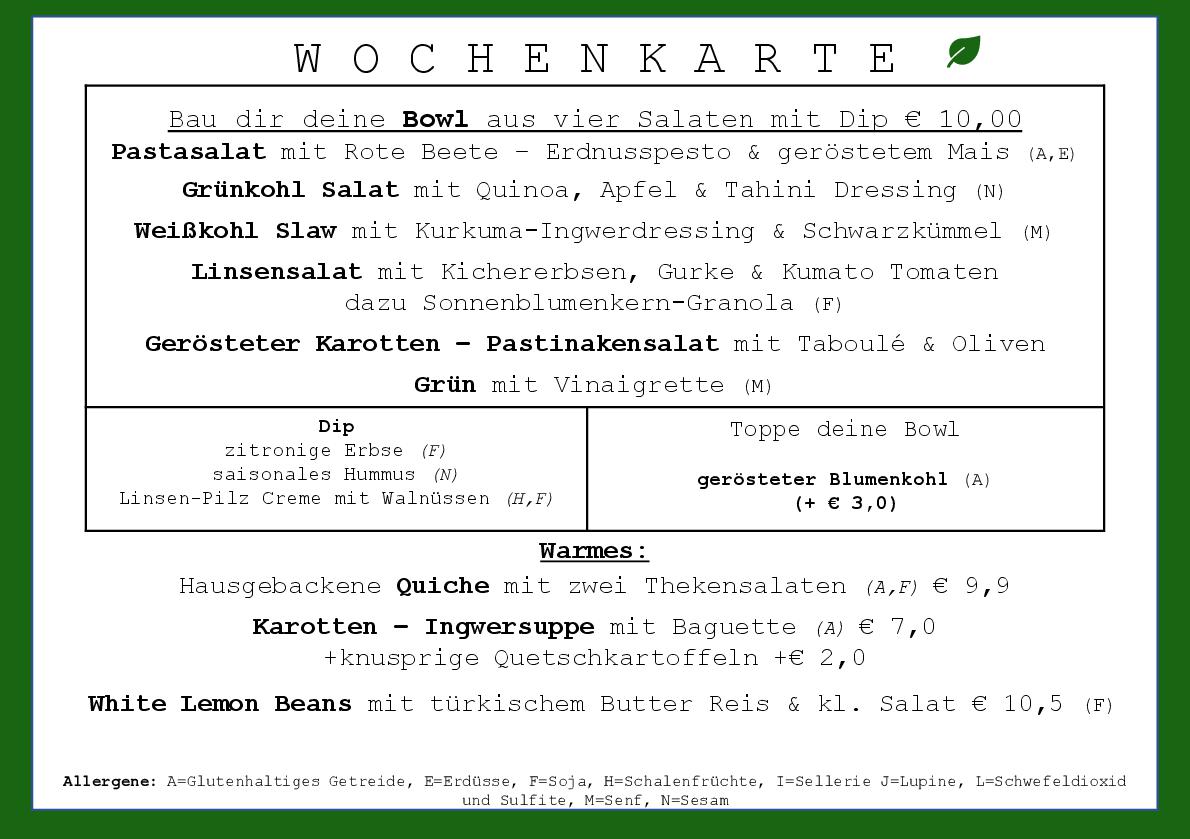 WOCHENKARTE
Bau dir deine Bowl aus vier Salaten mit Dip € 10,00
Pastasalat mit Rote Beete – Erdnusspesto & geröstetem Mais (A,E)
Grünkohl Salat mit Quinoa, Apfel & Tahini Dressing (N)
Weißkohl Slaw mit Kurkuma-Ingwerdressing & Schwarzkümmel (M)
Linsensalat mit Kichererbsen, Gurke & Kumato Tomaten
dazu Sonnenblumenkern-Granola (F)
Gerösteter Karotten – Pastinakensalat mit Taboulé & Oliven
Grün mit Vinaigrette (M)
Dip
zitronige Erbse (F)
saisonales Hummus (N)
Linsen-Pilz Creme mit Walnüssen (H,F)
Toppe deine Bowl
gerösteter Blumenkohl (A)
(+ € 3,0)
Warmes:
Hausgebackene Quiche mit zwei Thekensalaten (A,F) € 9,9
Karotten – Ingwersuppe mit Baguette (A) € 7,0
+knusprige Quetschkartoffeln +€ 2,0
White Lemon Beans mit türkischem Butter Reis & kl. Salat € 10,5 (F)
Allergene: A=Glutenhaltiges Getreide, E=Erdüsse, F=Soja, H=Schalenfrüchte, I=Sellerie J=Lupine, L=Schwefeldioxid
und Sulfite, M=Senf, N=Sesam